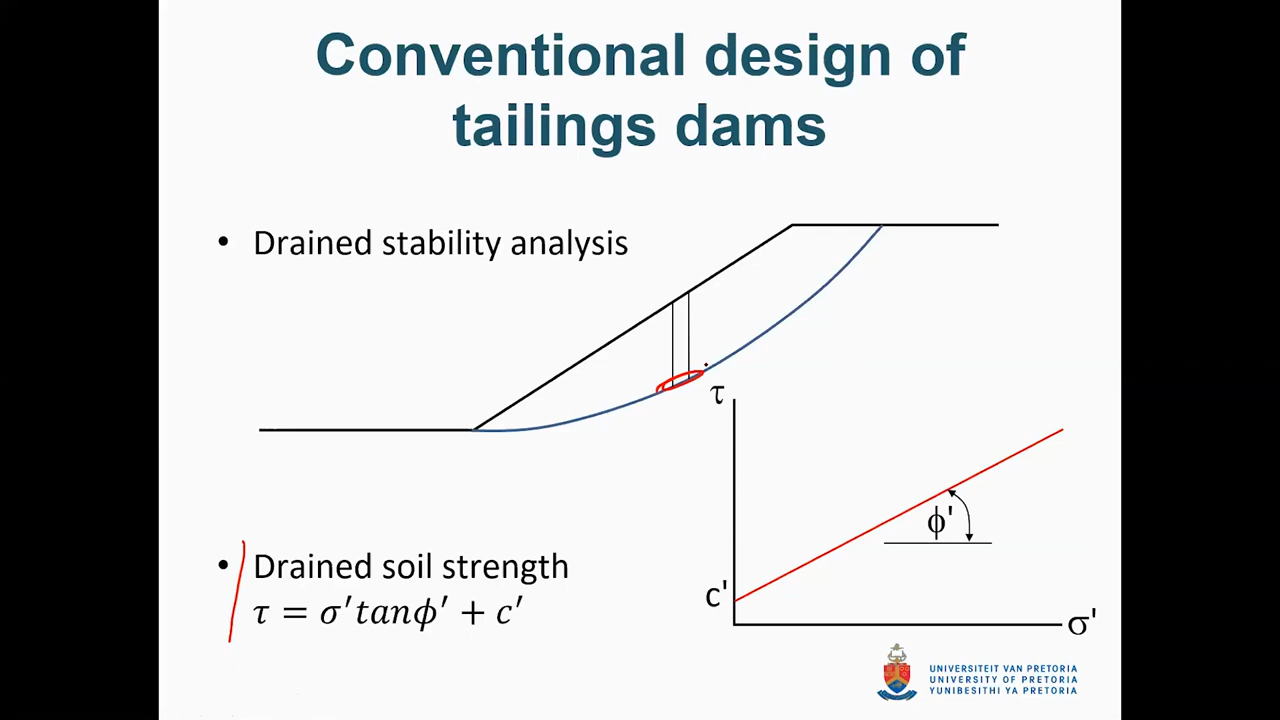 Conventional design of
tailings dams
• Drained stability analysis
τ
ϕ'
c'
σ'
• Drained soil strength
τ = σ′tanϕ′ + c′
UNIVERSITEIT VAN PRETORIA
UNIVERSITY OF PRETORIA
YUNIBESITHI YA PRETORIA